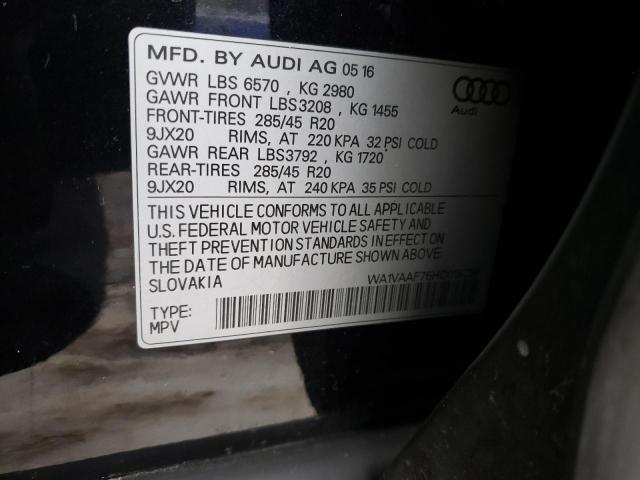 MFD. BY AUDI AG 05 16
GVWR LBS 6570 , KG 2980
GAWR FRONT LBS3208 , KG 1455
FRONT-TIRES 285/45 R20
9JX20 RIMS, AT 220 KPA 32 PSI COLD
GAWR REAR LBS3792 , KG 1720
REAR-TIRES 285/45 R20
9JX20 RIMS, AT 240 KPA 35 PSI COLD
Audi
THIS VEHICLE CONFORMS TO ALL APPLICABLE
U.S. FEDERAL MOTOR VEHICLE SAFETY AND
THEFT PREVENTION STANDARDS IN EFFECT ON
THE DATE OF MANUFACTURE SHOWN ABOVE.
SLOVAKIA
TYPE:
MPV